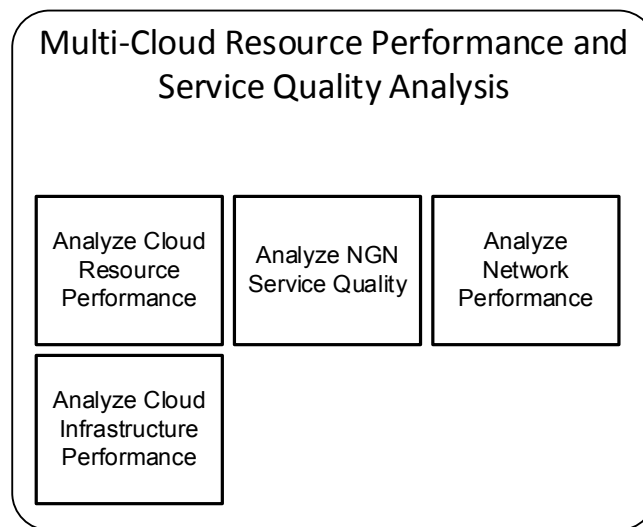 Multi-Cloud Resource Performance and
Service Quality Analysis
Analyze Cloud
Resource
Performance
Analyze NGN
Service Quality
Analyze
Network
Performance
Analyze Cloud
Infrastructure
Performance